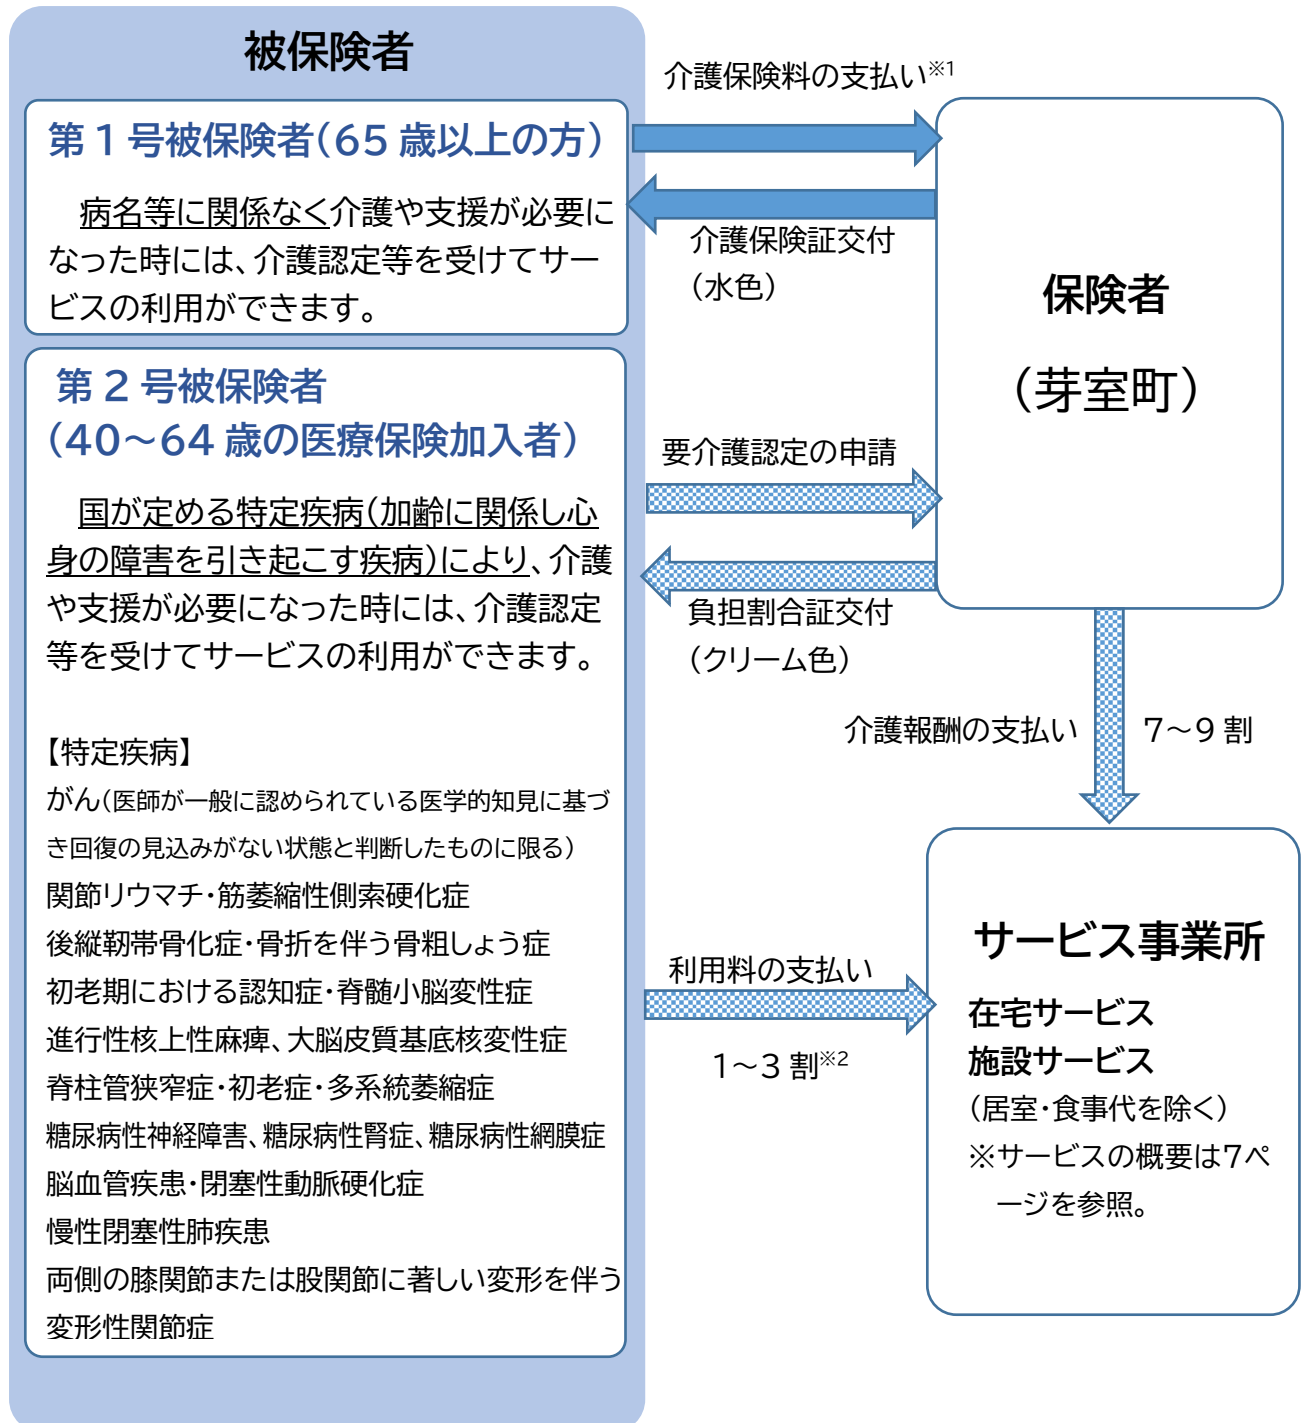 被保険者
第1号被保険者(65歳以上の方)
病名等に関係なく介護や支援が必要に
なった時には、介護認定等を受けてサー
ビスの利用ができます。
第2号被保険者
(40～64歳の医療保険加入者)
国が定める特定疾病(加齢に関係し心
身の障害を引き起こす疾病)により、介護
や支援が必要になった時には、介護認定
等を受けてサービスの利用ができます。
【特定疾病】
がん(医師が一般に認められている医学的知見に基づ
き回復の見込みがない状態と判断したものに限る)
関節リウマチ・筋萎縮性側索硬化症
後縦靭帯骨化症・骨折を伴う骨粗しょう症
初老期における認知症・脊髄小脳変性症
進行性核上性麻痺、大脳皮質基底核変性症
脊柱管狭窄症・初老症・多系統萎縮症
糖尿病性神経障害、糖尿病性腎症、糖尿病性網膜症
脳血管疾患・閉塞性動脈硬化症
慢性閉塞性肺疾患
両側の膝関節または股関節に著しい変形を伴う
変形性関節症
介護保険料の支払い※1
介護保険証交付
(水色)
要介護認定の申請
負担割合証交付
(クリーム色)
介護報酬の支払い 7～9割
利用料の支払い
1～3割※2
保険者
(芽室町)
サービス事業所
在宅サービス
施設サービス
(居室・食事代を除く)
※サービスの概要は7ペ
ージを参照。